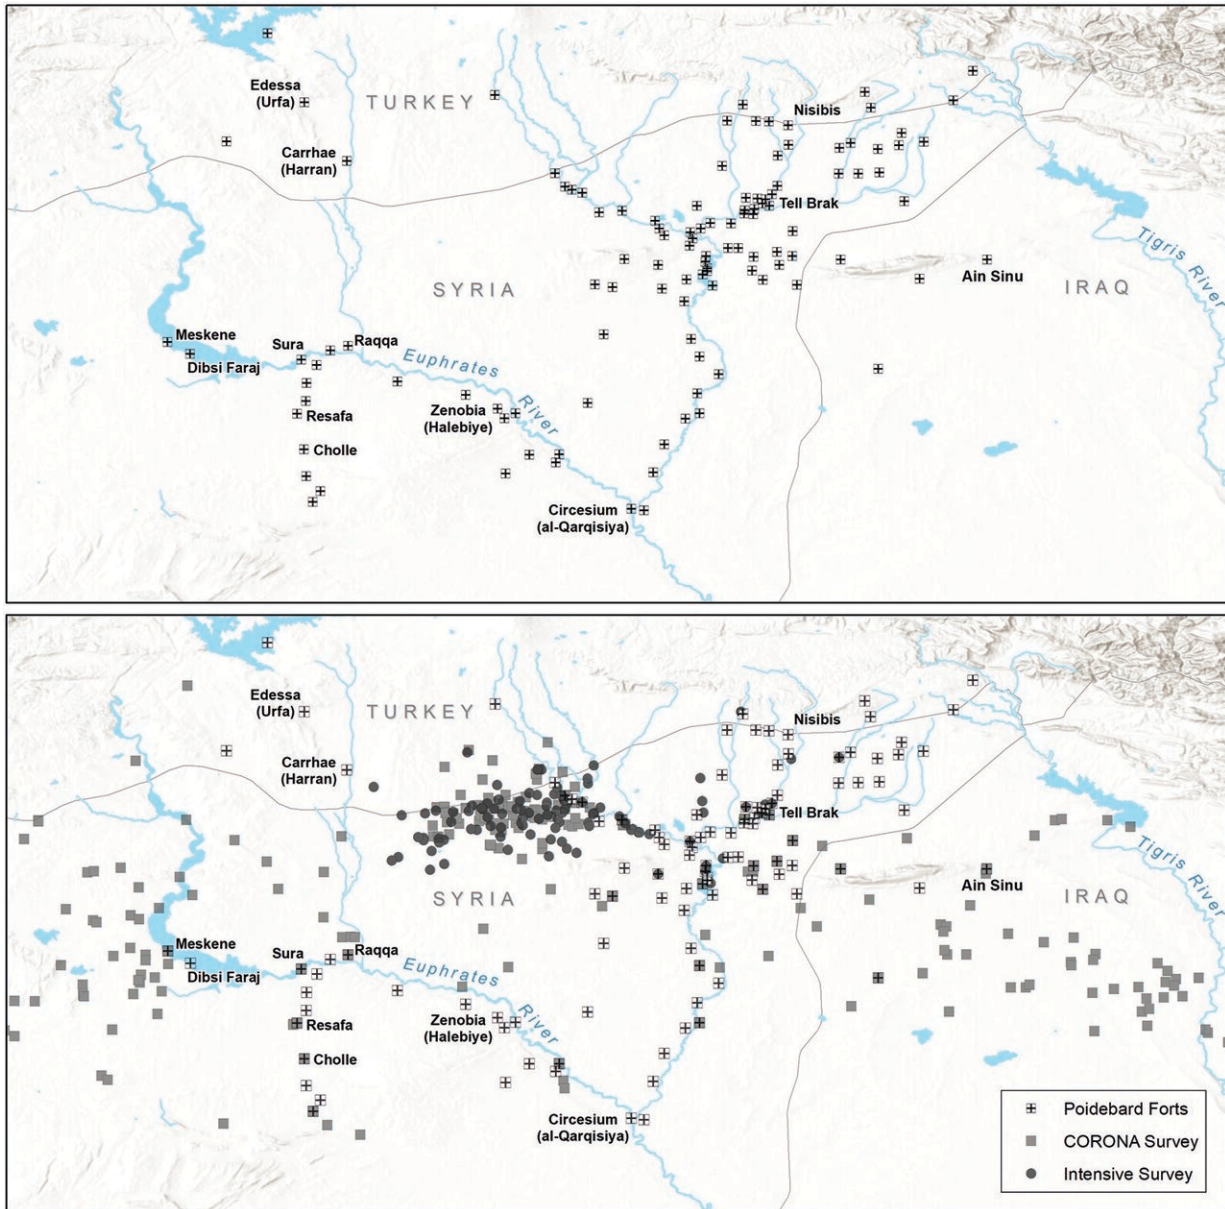 Edessa
(Urfa)
TURKEY
Nisibis
Carrhae
(Harran)
Tell Brak
Tigris River
SYRIA
Ain Sinu
IRAQ
Meskene
Sura
Raqqa
Dibsi Faraj
Euphrates
River
Resafa
Zenobia
(Halebiye)
Cholle
Circesium
(al-Qarqisiya)
Edessa
(Urfa)
TURKEY
Nisibis
Carrhae
(Harran)
Tell Brak
Tigris River
SYRIA
Ain Sinu
IRAQ
Meskene
Sura
Raqqa
Dibsi Faraj
Euphrates
River
Resafa
Zenobia
(Halebiye)
Cholle
Circesium
(al-Qarqisiya)
Poidebard Forts
CORONA Survey
Intensive Survey